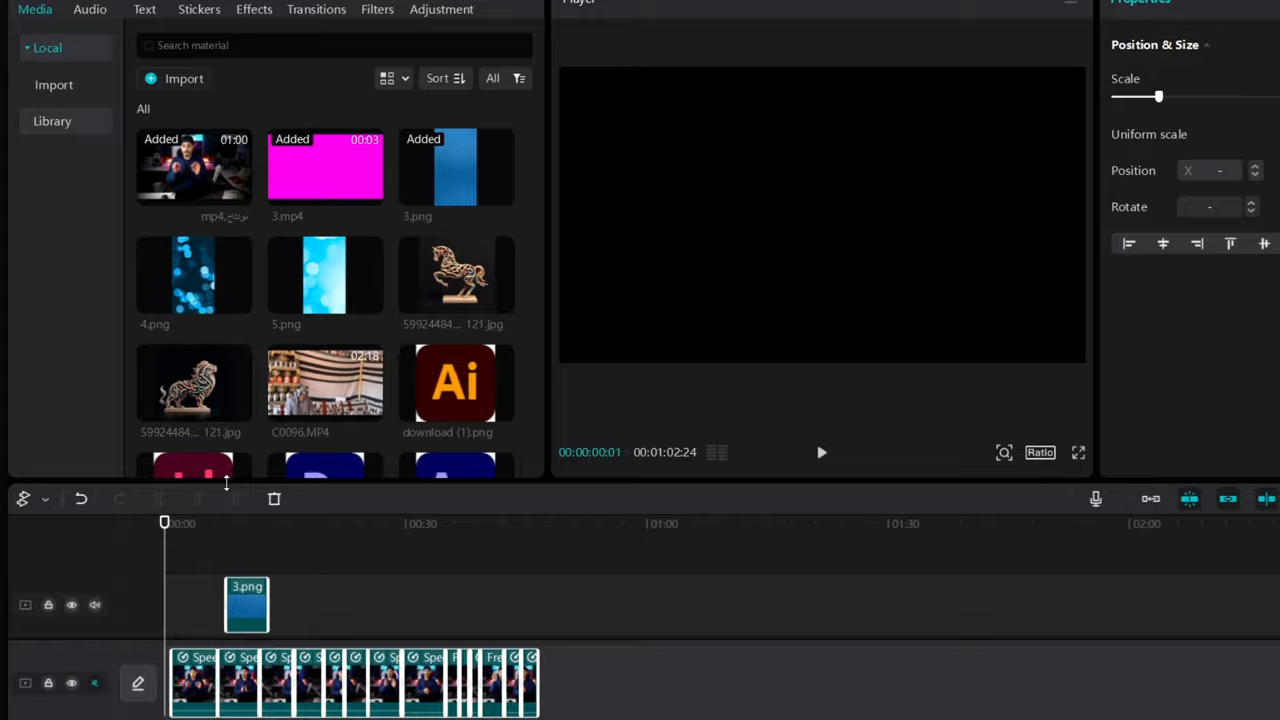 Media Audio Text Stickers Effects Transitions Filters Adjustment
Player
Properties
Local
Import
Library
Search material
Import
Sort
All
All
Added 01:00
Added 00:03
Added
مونتاج.mp4
3.mp4
3.png
4.png
5.png
59924484... 121.jpg
02:18
59924484... 121.jpg
C0096.MP4
download (1).png
Ai
00:00:00:01 00:01:02:24
Ratio
Position & Size
Scale
Uniform scale
Position X -
Rotate -
00:00 00:30 01:00 01:30 02:00
3.png
Spee Spe Sp S Sp Spe F Fre